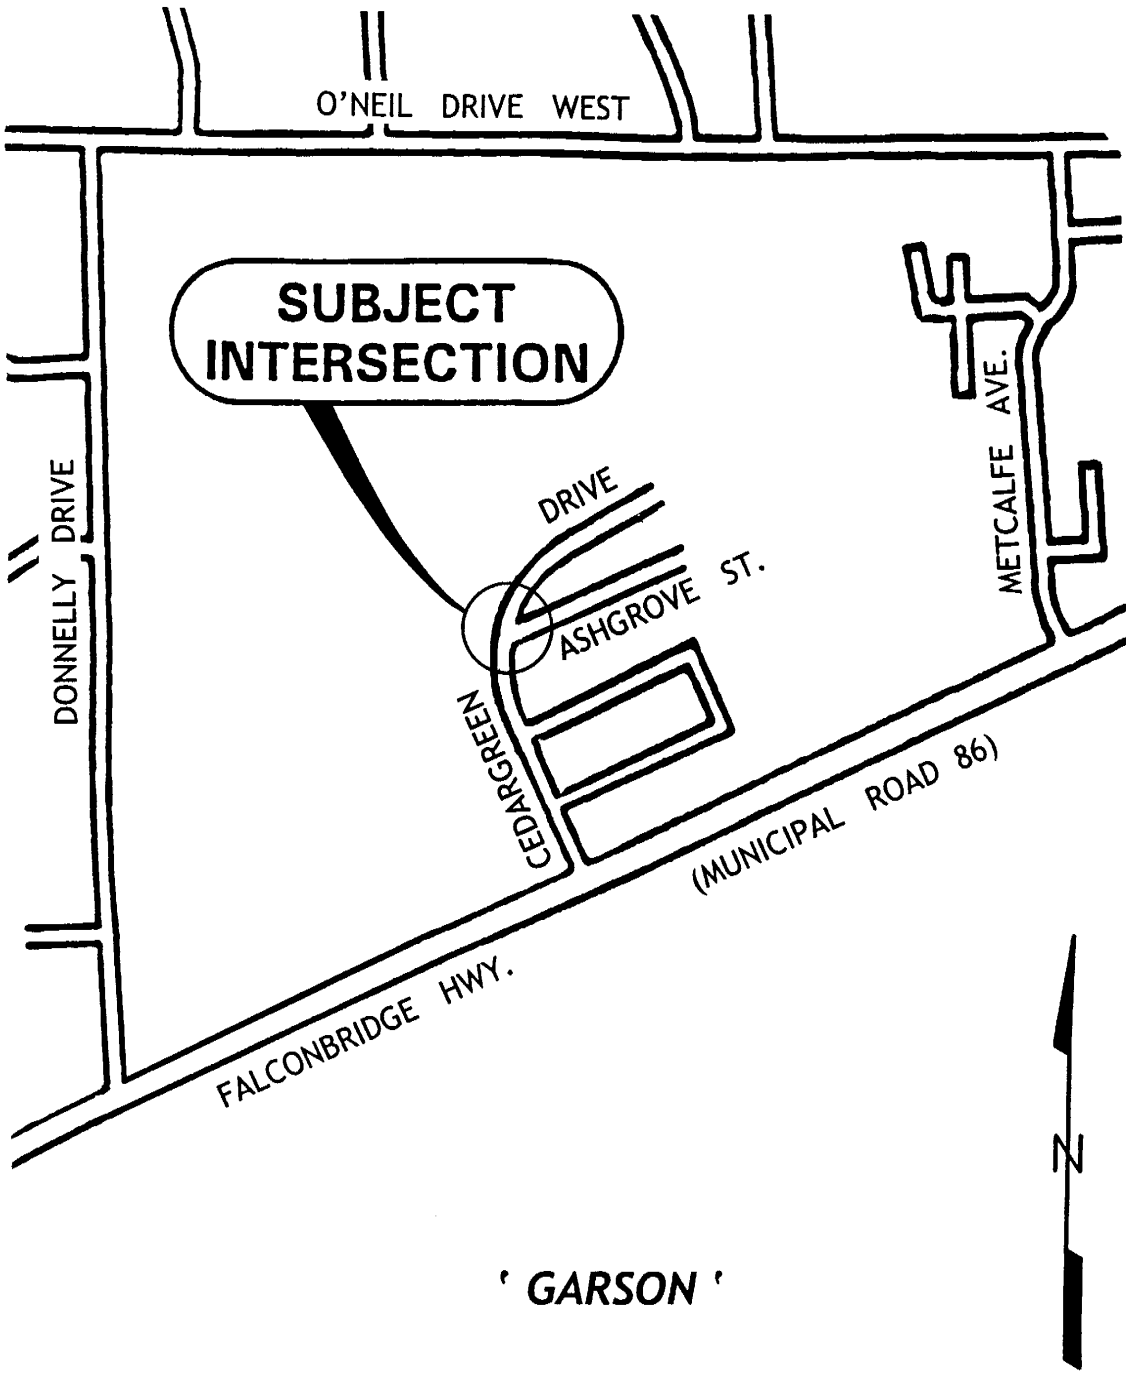 O'NEIL DRIVE WEST
SUBJECT
INTERSECTION
DONNELLY DRIVE
METCALFE AVE.
CEDARGREEN DRIVE
ASHGROVE ST.
FALCONBRIDGE HWY. (MUNICIPAL ROAD 86)
N
' GARSON '